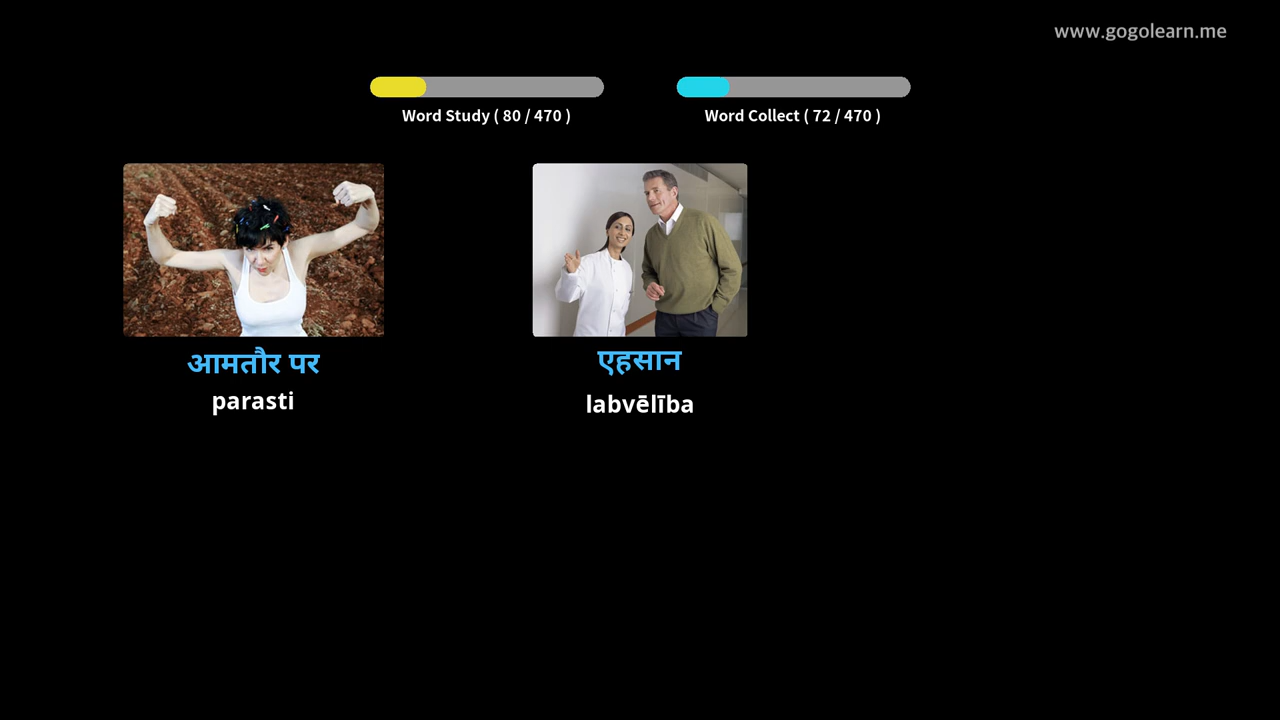 www.gogolearn.me
Word Study ( 80 / 470 )
Word Collect ( 72 / 470 )
आमतौर पर
parasti
एहसान
labvēlība